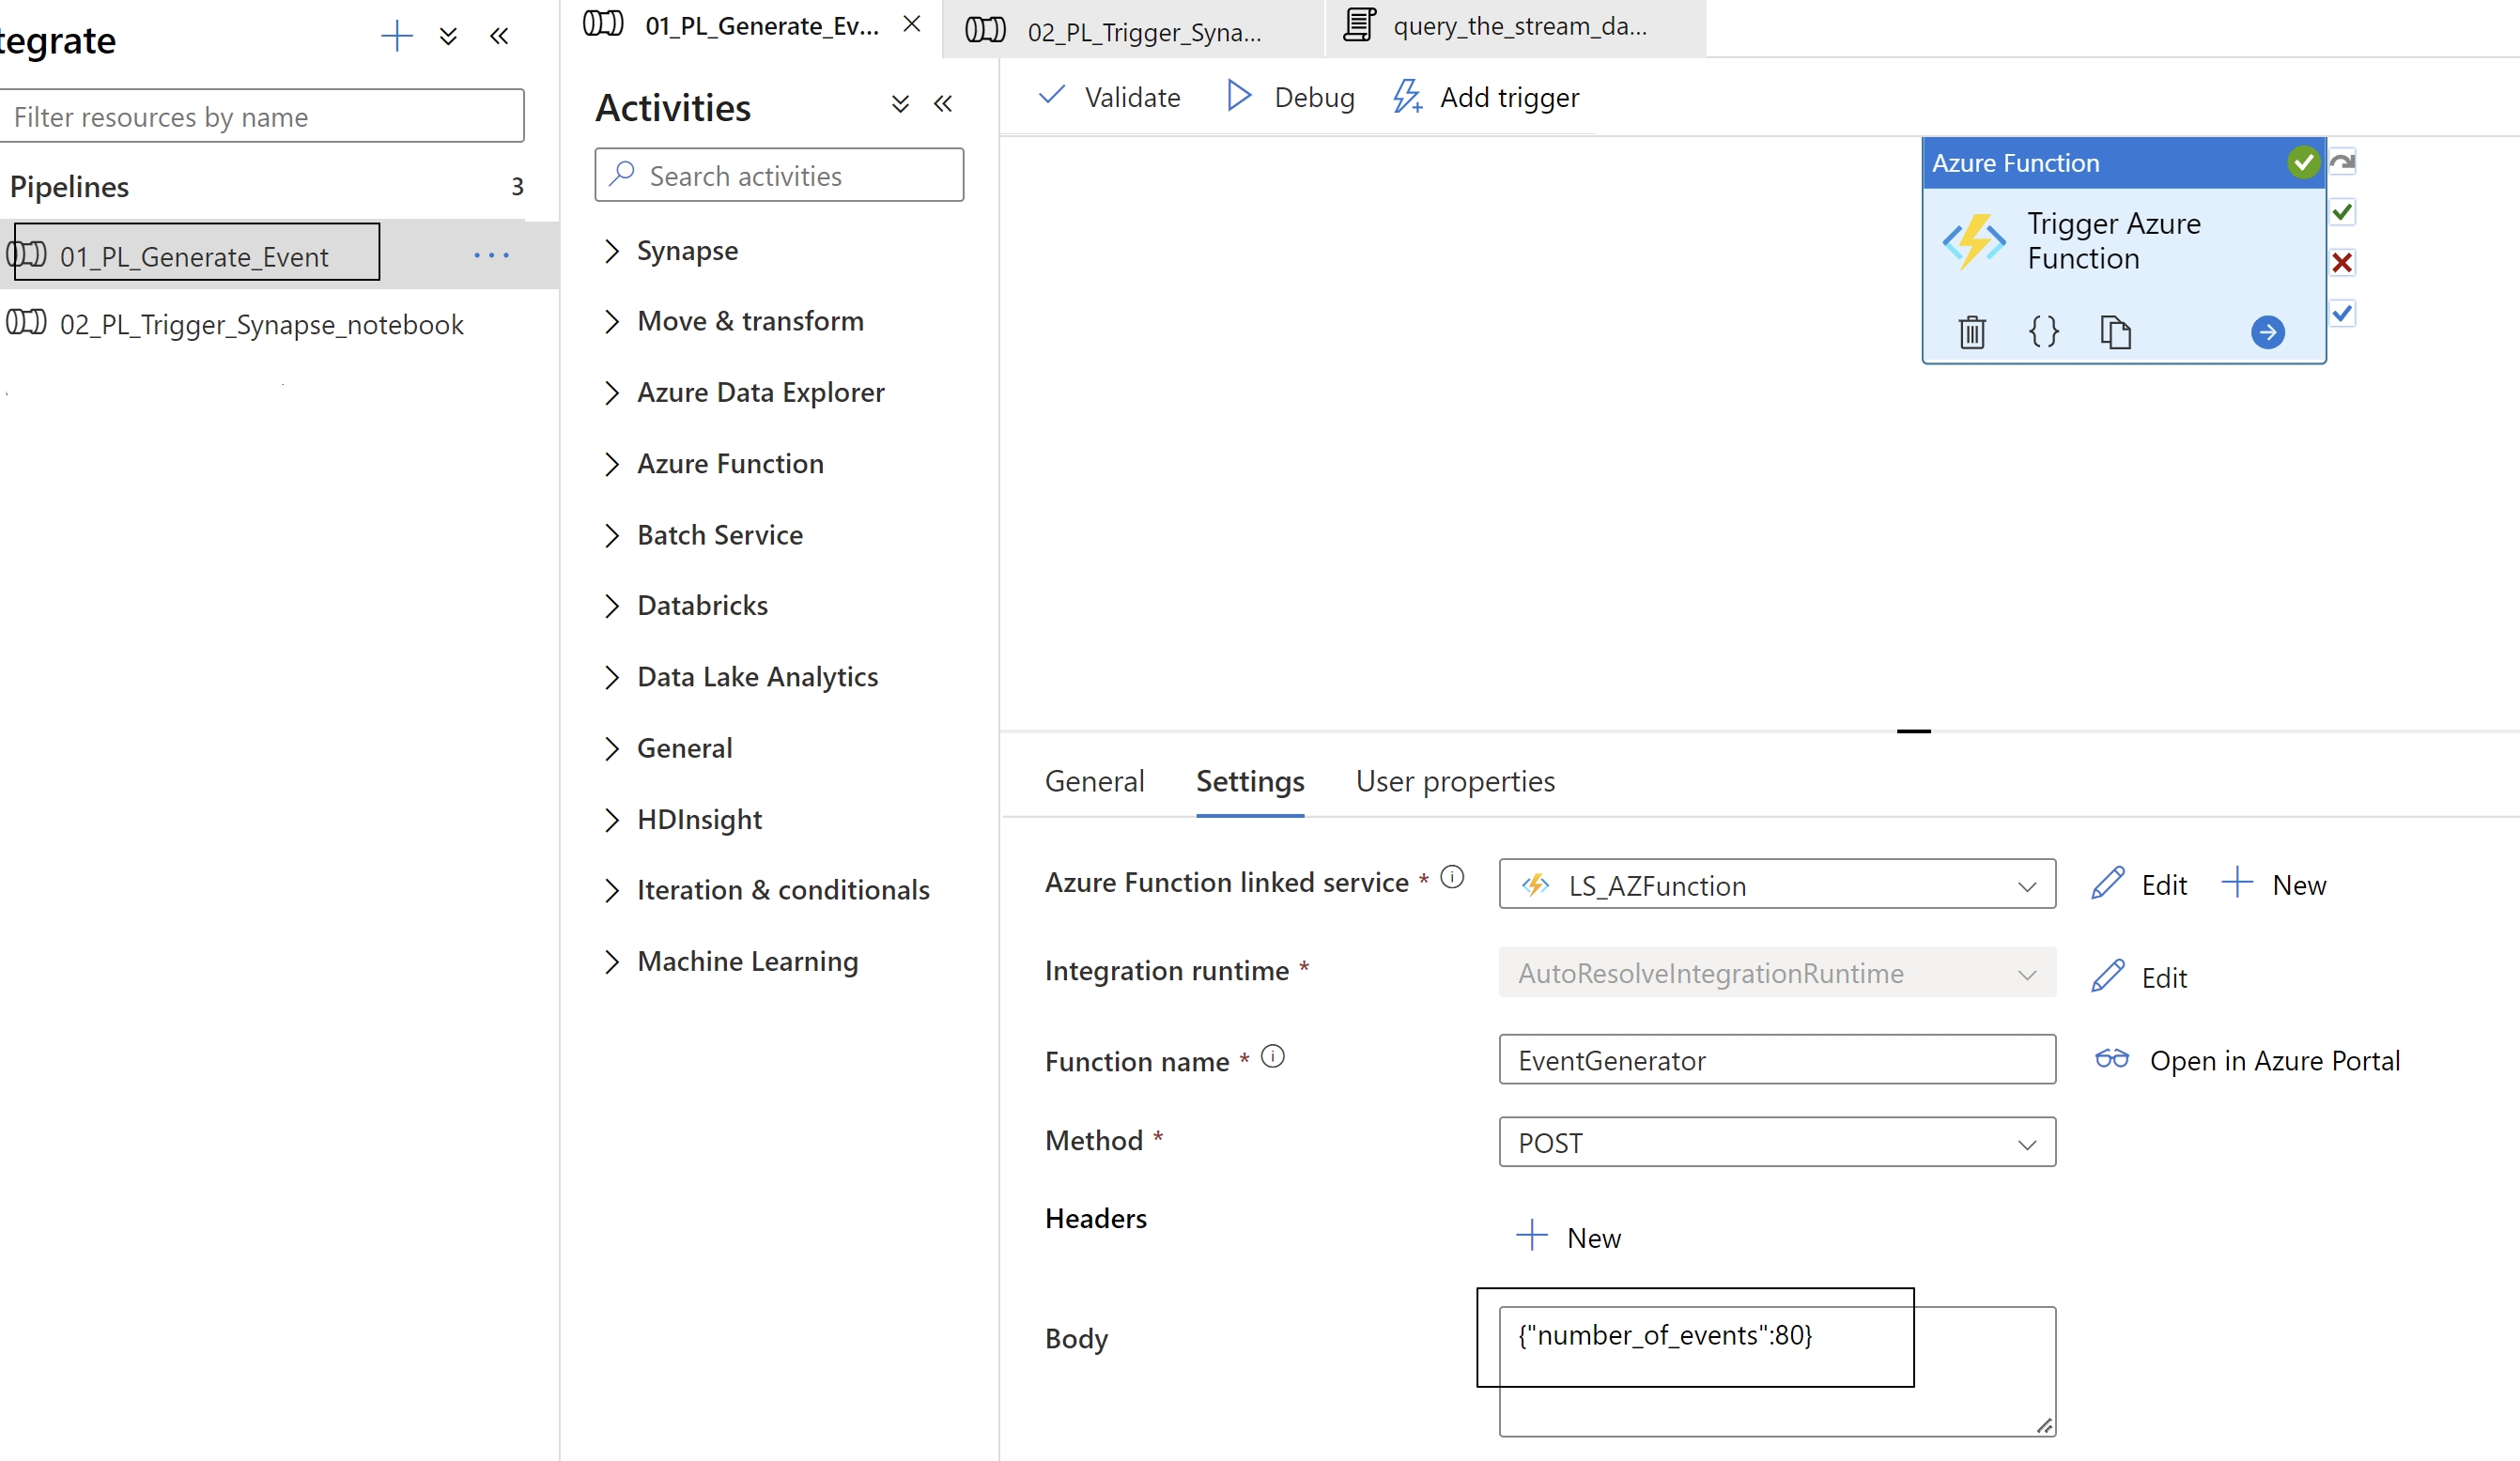 tegrate
Filter resources by name
Pipelines 3
01_PL_Generate_Event
02_PL_Trigger_Synapse_notebook
01_PL_Generate_Ev...
02_PL_Trigger_Syna...
query_the_stream_da...
Activities
Search activities
Synapse
Move & transform
Azure Data Explorer
Azure Function
Batch Service
Databricks
Data Lake Analytics
General
HDInsight
Iteration & conditionals
Machine Learning
Validate
Debug
Add trigger
Azure Function
Trigger Azure
Function
General
Settings
User properties
Azure Function linked service *
LS_AZFunction
Edit
New
Integration runtime *
AutoResolveIntegrationRuntime
Edit
Function name *
EventGenerator
Open in Azure Portal
Method *
POST
Headers
New
Body
{"number_of_events":80}